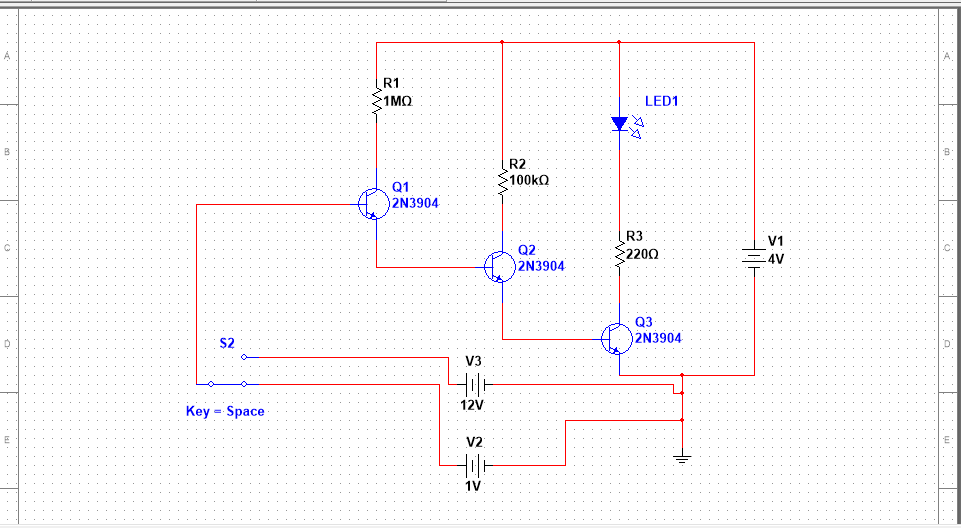 A
A
R1
1MΩ
LED1
B
B
R2
100kΩ
Q1
2N3904
R3
220Ω
V1
4V
C
C
Q2
2N3904
Q3
2N3904
D
D
S2
V3
12V
Key = Space
V2
1V
E
E